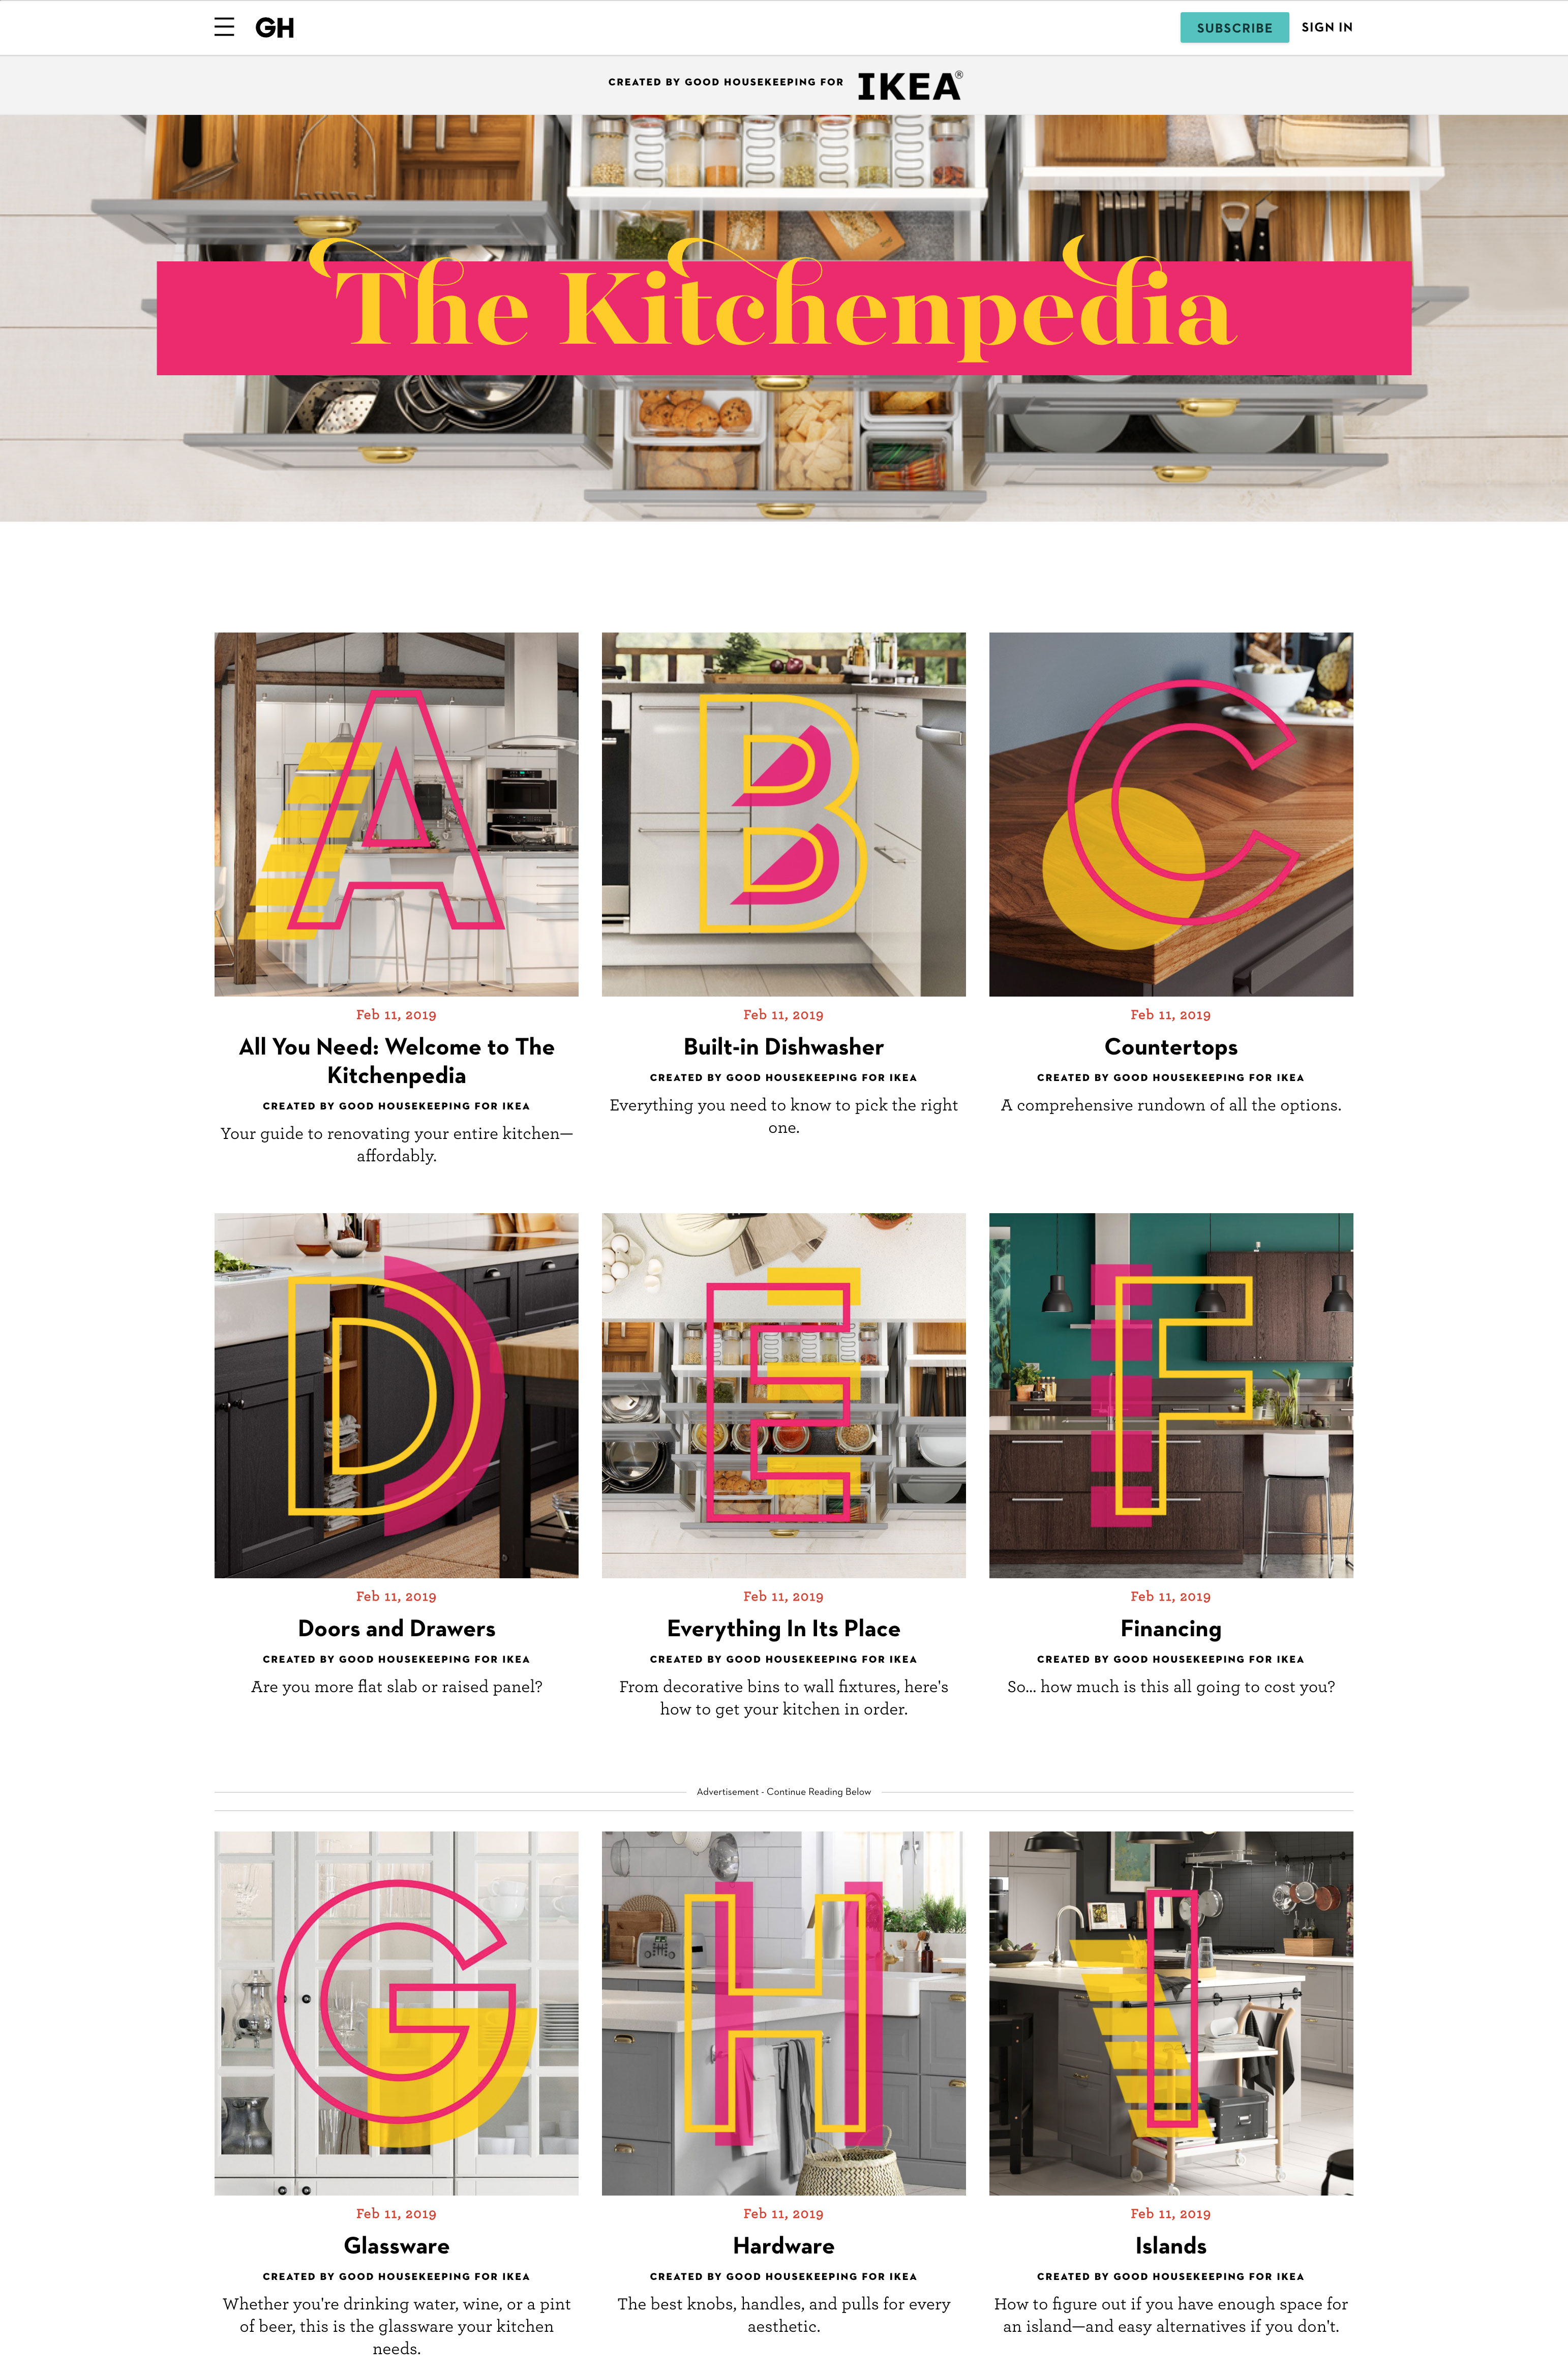 GH
SUBSCRIBE
SIGN IN
CREATED BY GOOD HOUSEKEEPING FOR
IKEA®
The Kitchenpedia
A
B
C
Feb 11, 2019
All You Need: Welcome to The
Kitchenpedia
CREATED BY GOOD HOUSEKEEPING FOR IKEA
Your guide to renovating your entire kitchen—
affordably.
Feb 11, 2019
Built-in Dishwasher
CREATED BY GOOD HOUSEKEEPING FOR IKEA
Everything you need to know to pick the right
one.
Feb 11, 2019
Countertops
CREATED BY GOOD HOUSEKEEPING FOR IKEA
A comprehensive rundown of all the options.
D
E
F
Feb 11, 2019
Doors and Drawers
CREATED BY GOOD HOUSEKEEPING FOR IKEA
Are you more flat slab or raised panel?
Feb 11, 2019
Everything In Its Place
CREATED BY GOOD HOUSEKEEPING FOR IKEA
From decorative bins to wall fixtures, here's
how to get your kitchen in order.
Feb 11, 2019
Financing
CREATED BY GOOD HOUSEKEEPING FOR IKEA
So... how much is this all going to cost you?
Advertisement - Continue Reading Below
G
H
I
Feb 11, 2019
Glassware
CREATED BY GOOD HOUSEKEEPING FOR IKEA
Whether you're drinking water, wine, or a pint
of beer, this is the glassware your kitchen
needs.
Feb 11, 2019
Hardware
CREATED BY GOOD HOUSEKEEPING FOR IKEA
The best knobs, handles, and pulls for every
aesthetic.
Feb 11, 2019
Islands
CREATED BY GOOD HOUSEKEEPING FOR IKEA
How to figure out if you have enough space for
an island—and easy alternatives if you don't.